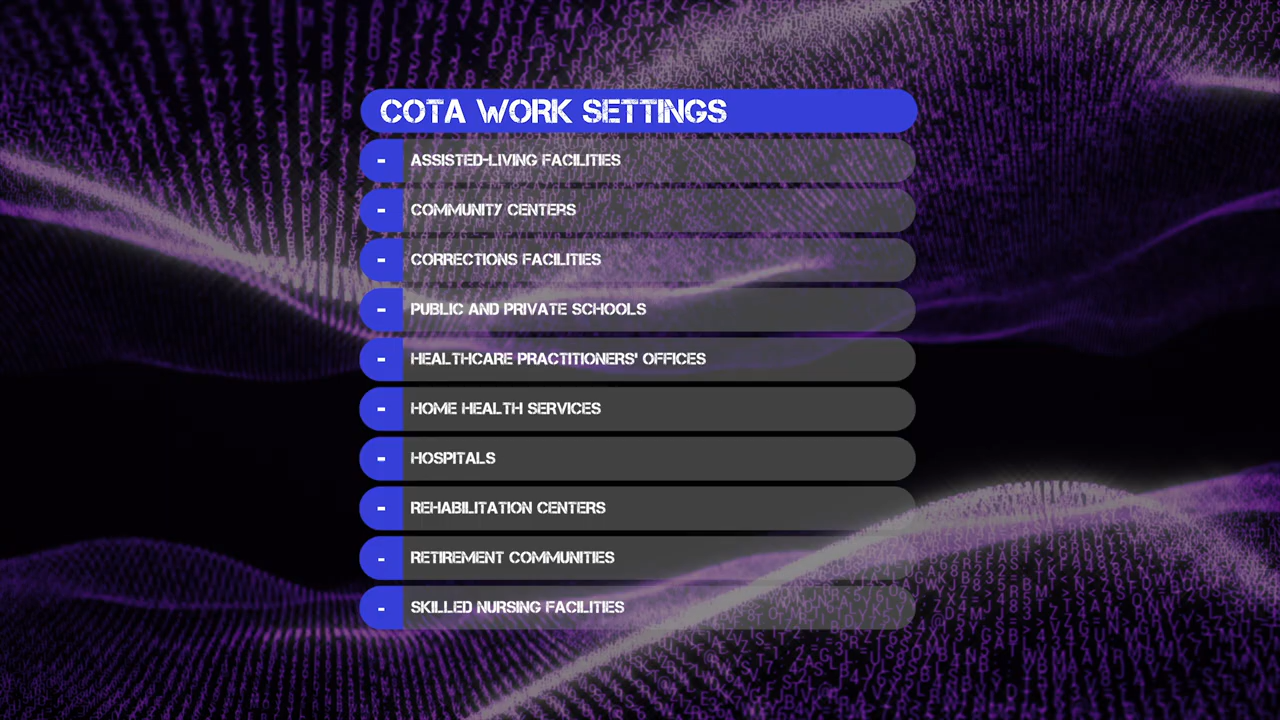 COTA WORK SETTINGS
- ASSISTED-LIVING FACILITIES
- COMMUNITY CENTERS
- CORRECTIONS FACILITIES
- PUBLIC AND PRIVATE SCHOOLS
- HEALTHCARE PRACTITIONERS' OFFICES
- HOME HEALTH SERVICES
- HOSPITALS
- REHABILITATION CENTERS
- RETIREMENT COMMUNITIES
- SKILLED NURSING FACILITIES